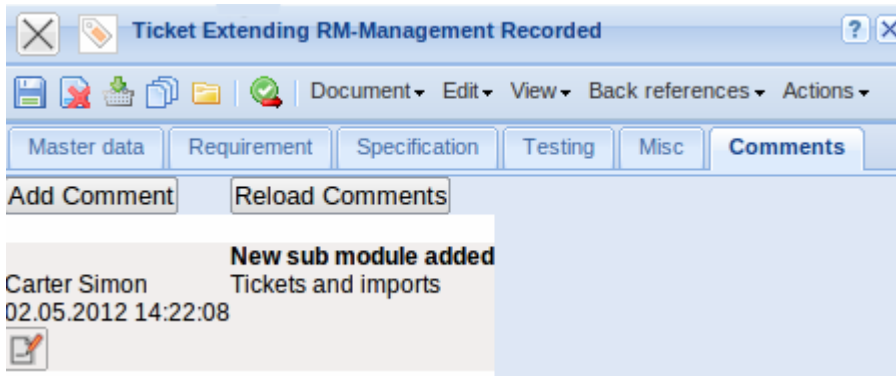 Ticket Extending RM-Management Recorded ?
Document Edit View Back references Actions
Master data Requirement Specification Testing Misc Comments
Add Comment Reload Comments
New sub module added
Carter Simon Tickets and imports
02.05.2012 14:22:08